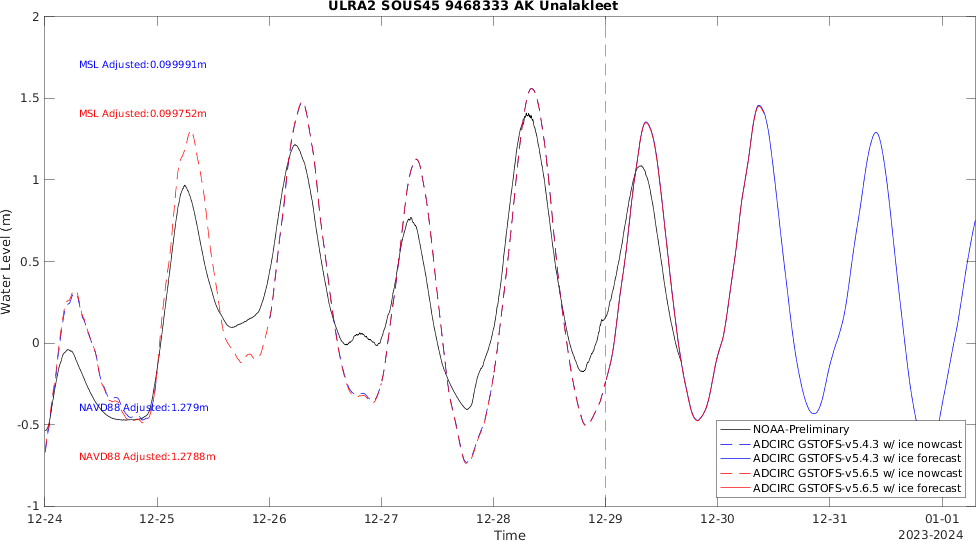 ULRA2 SOUS45 9468333 AK Unalakleet
2
1.5
1
0.5
0
-0.5
-1
Water Level (m)
MSL Adjusted:0.099991m
MSL Adjusted:0.099752m
NAVD88 Adjusted:1.279m
NAVD88 Adjusted:1.2788m
NOAA-Preliminary
ADCIRC GSTOFS-v5.4.3 w/ ice nowcast
ADCIRC GSTOFS-v5.4.3 w/ ice forecast
ADCIRC GSTOFS-v5.6.5 w/ ice nowcast
ADCIRC GSTOFS-v5.6.5 w/ ice forecast
12-24 12-25 12-26 12-27 12-28 12-29 12-30 12-31 01-01
Time
2023-2024